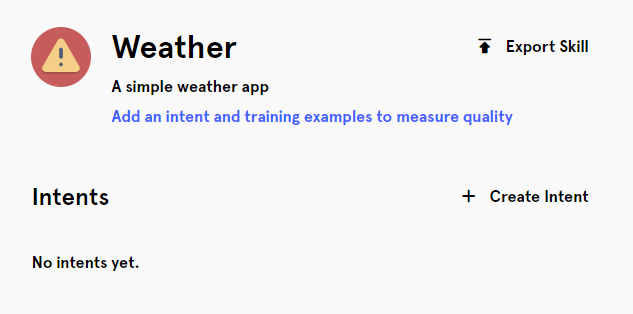 Weather
Export Skill
A simple weather app
Add an intent and training examples to measure quality
Intents
Create Intent
No intents yet.